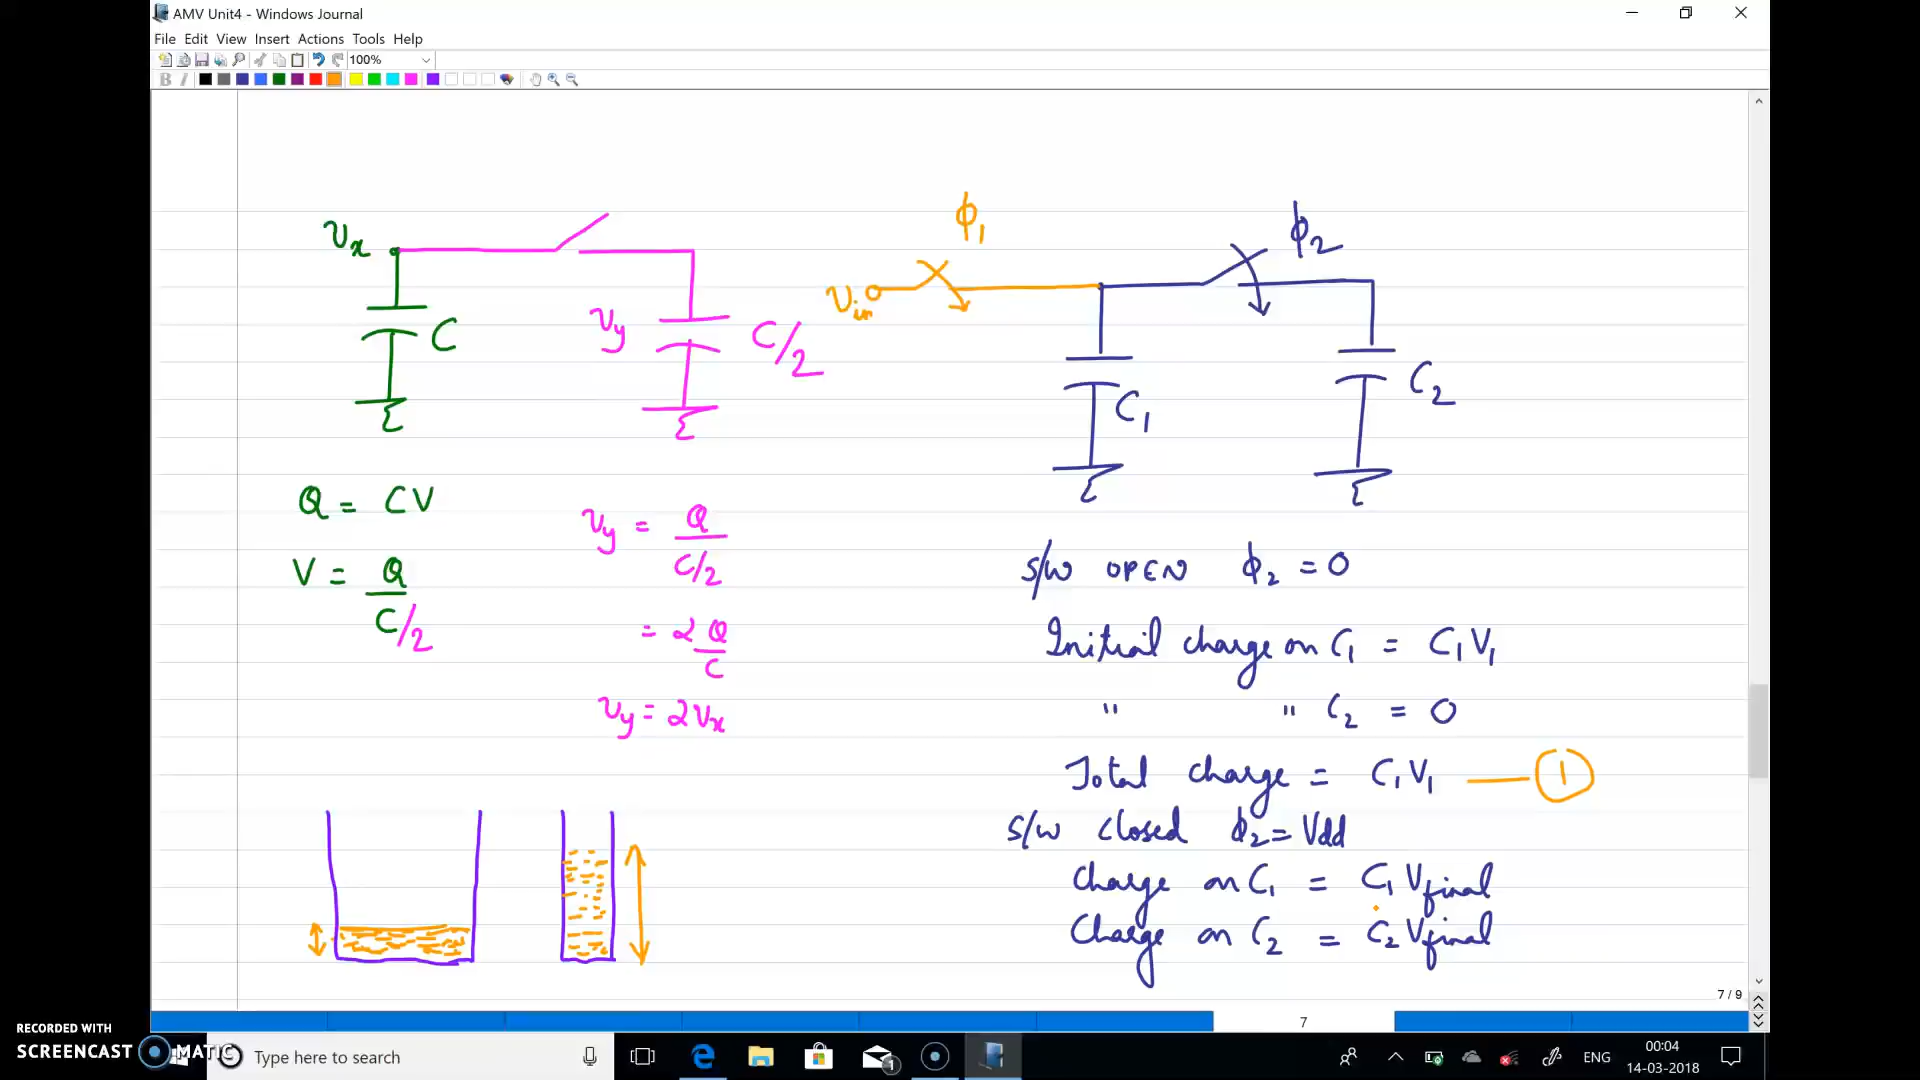 AMV Unit4 - Windows Journal
File Edit View Insert Actions Tools Help
100%
B I
Vx
C
Vy
C/2
Q = CV
V = Q
C/2
Vy = Q
C/2
= 2Q
C
Vy = 2Vx
ϕ1
ϕ2
Vin
C1
C2
S/W OPEN ϕ2 = 0
Initial charge on C1 = C1V1
" " C2 = 0
Total charge = C1V1 — 1
S/W closed ϕ2 = Vdd
Charge on C1 = C1 Vfinal
Charge on C2 = C2 Vfinal
7 / 9
7
RECORDED WITH
SCREENCAST MATIC
Type here to search
1
ENG
00:04
14-03-2018